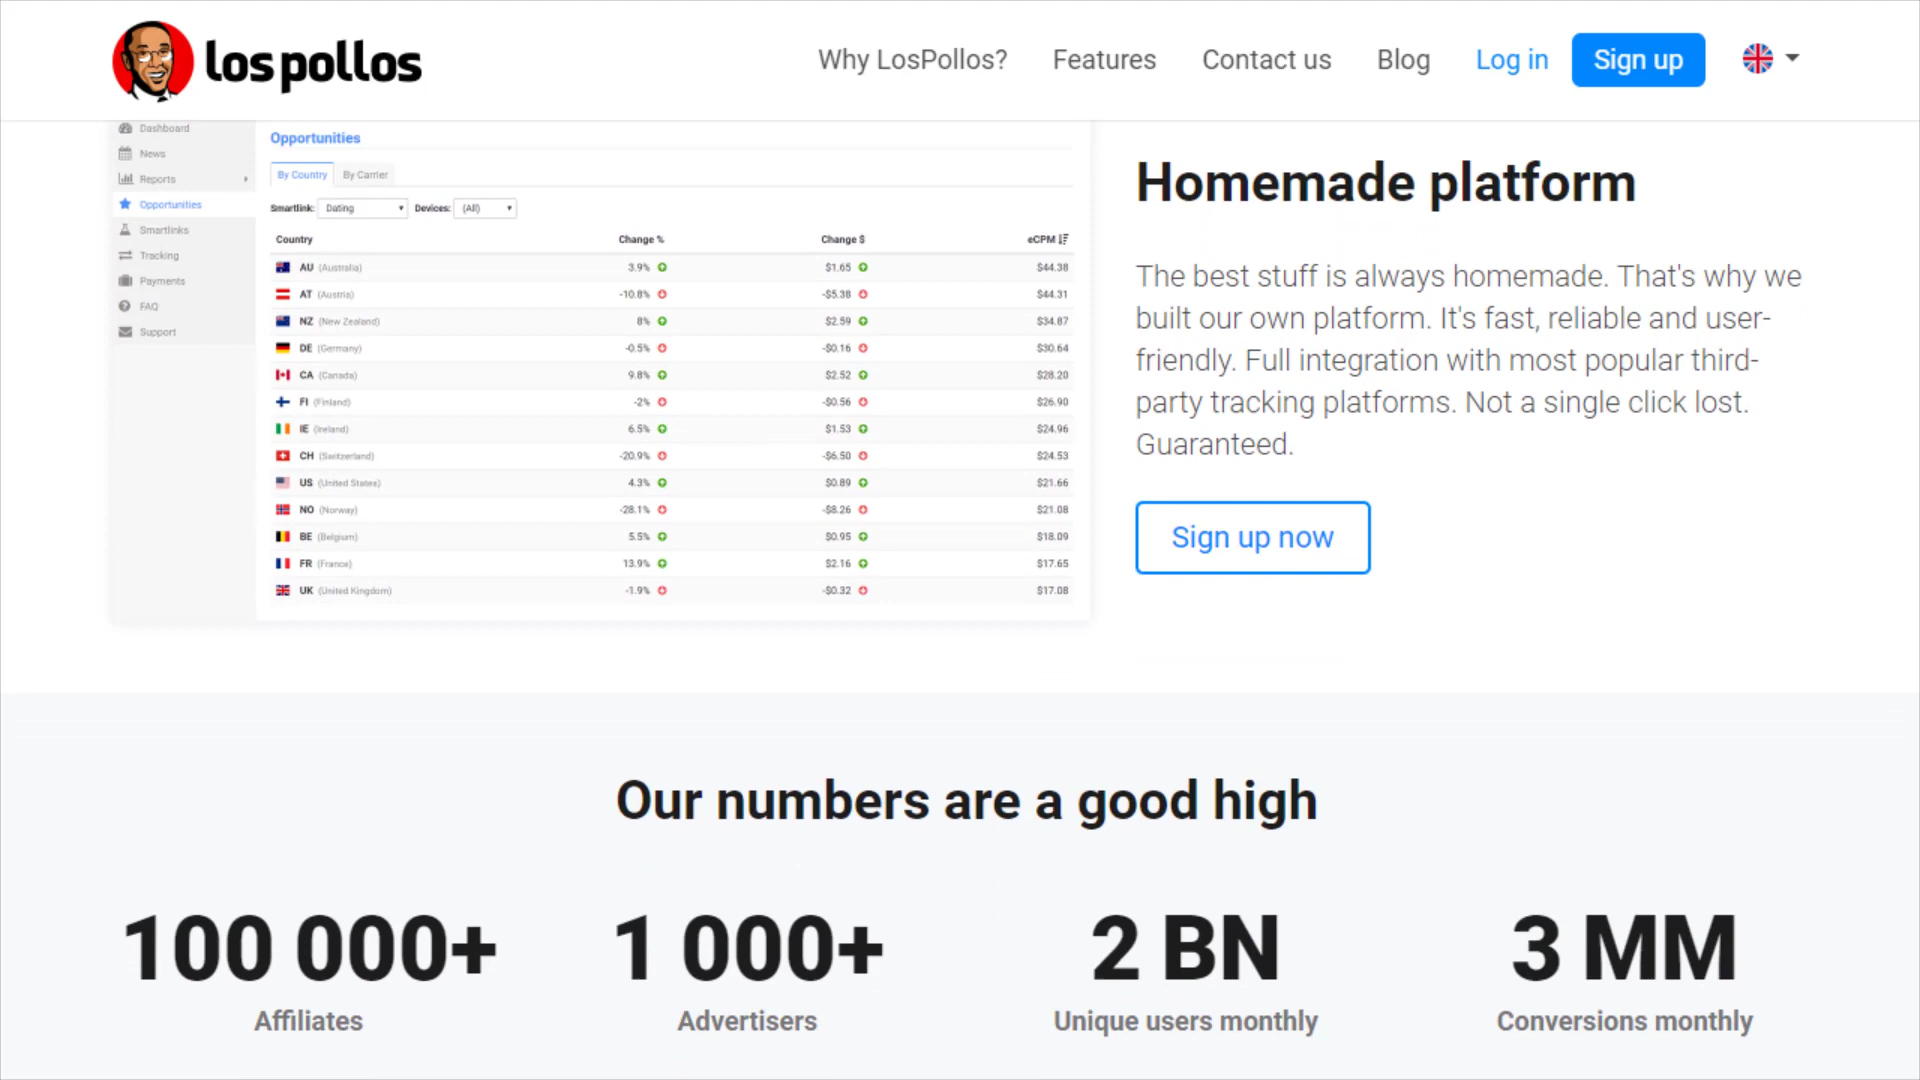 los pollos
Why LosPollos?
Features
Contact us
Blog
Log in
Sign up
Dashboard
News
Reports
Opportunities
Smartlinks
Tracking
Payments
FAQ
Support
Opportunities
By Country By Carrier
Smartlink: Dating Devices: (All)
Country Change % Change $ eCPM
AU (Australia) 3.9% $1.65 $44.38
AT (Austria) -10.8% -$5.38 $44.31
NZ (New Zealand) 8% $2.59 $34.87
DE (Germany) -0.5% -$0.16 $30.64
CA (Canada) 9.8% $2.52 $28.20
FI (Finland) -2% -$0.56 $26.90
IE (Ireland) 6.5% $1.53 $24.96
CH (Switzerland) -20.9% -$6.50 $24.53
US (United States) 4.3% $0.89 $21.66
NO (Norway) -28.1% -$8.26 $21.08
BE (Belgium) 5.5% $0.95 $18.09
FR (France) 13.9% $2.16 $17.65
UK (United Kingdom) -1.9% -$0.32 $17.08
Homemade platform
The best stuff is always homemade. That's why we
built our own platform. It's fast, reliable and user-
friendly. Full integration with most popular third-
party tracking platforms. Not a single click lost.
Guaranteed.
Sign up now
Our numbers are a good high
100 000+
Affiliates
1 000+
Advertisers
2 BN
Unique users monthly
3 MM
Conversions monthly